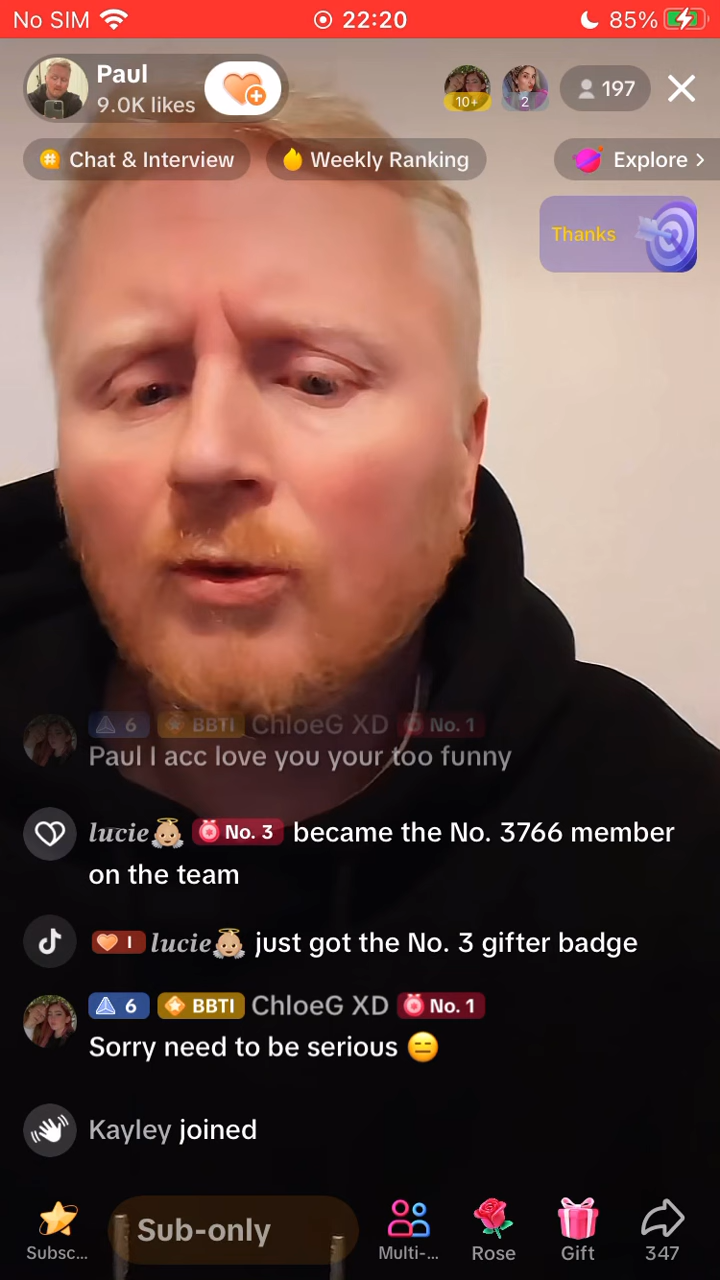 No SIM 22:20 85%
Paul
9.0K likes
10+ 2 197
Chat & Interview Weekly Ranking Explore >
Thanks
6 BBTI ChloeG XD No. 1
Paul I acc love you your too funny
lucie👼🏼 No. 3 became the No. 3766 member
on the team
I lucie👼🏼 just got the No. 3 gifter badge
6 BBTI ChloeG XD No. 1
Sorry need to be serious 😑
Kayley joined
Sub-only
Subsc... Multi-... Rose Gift 347